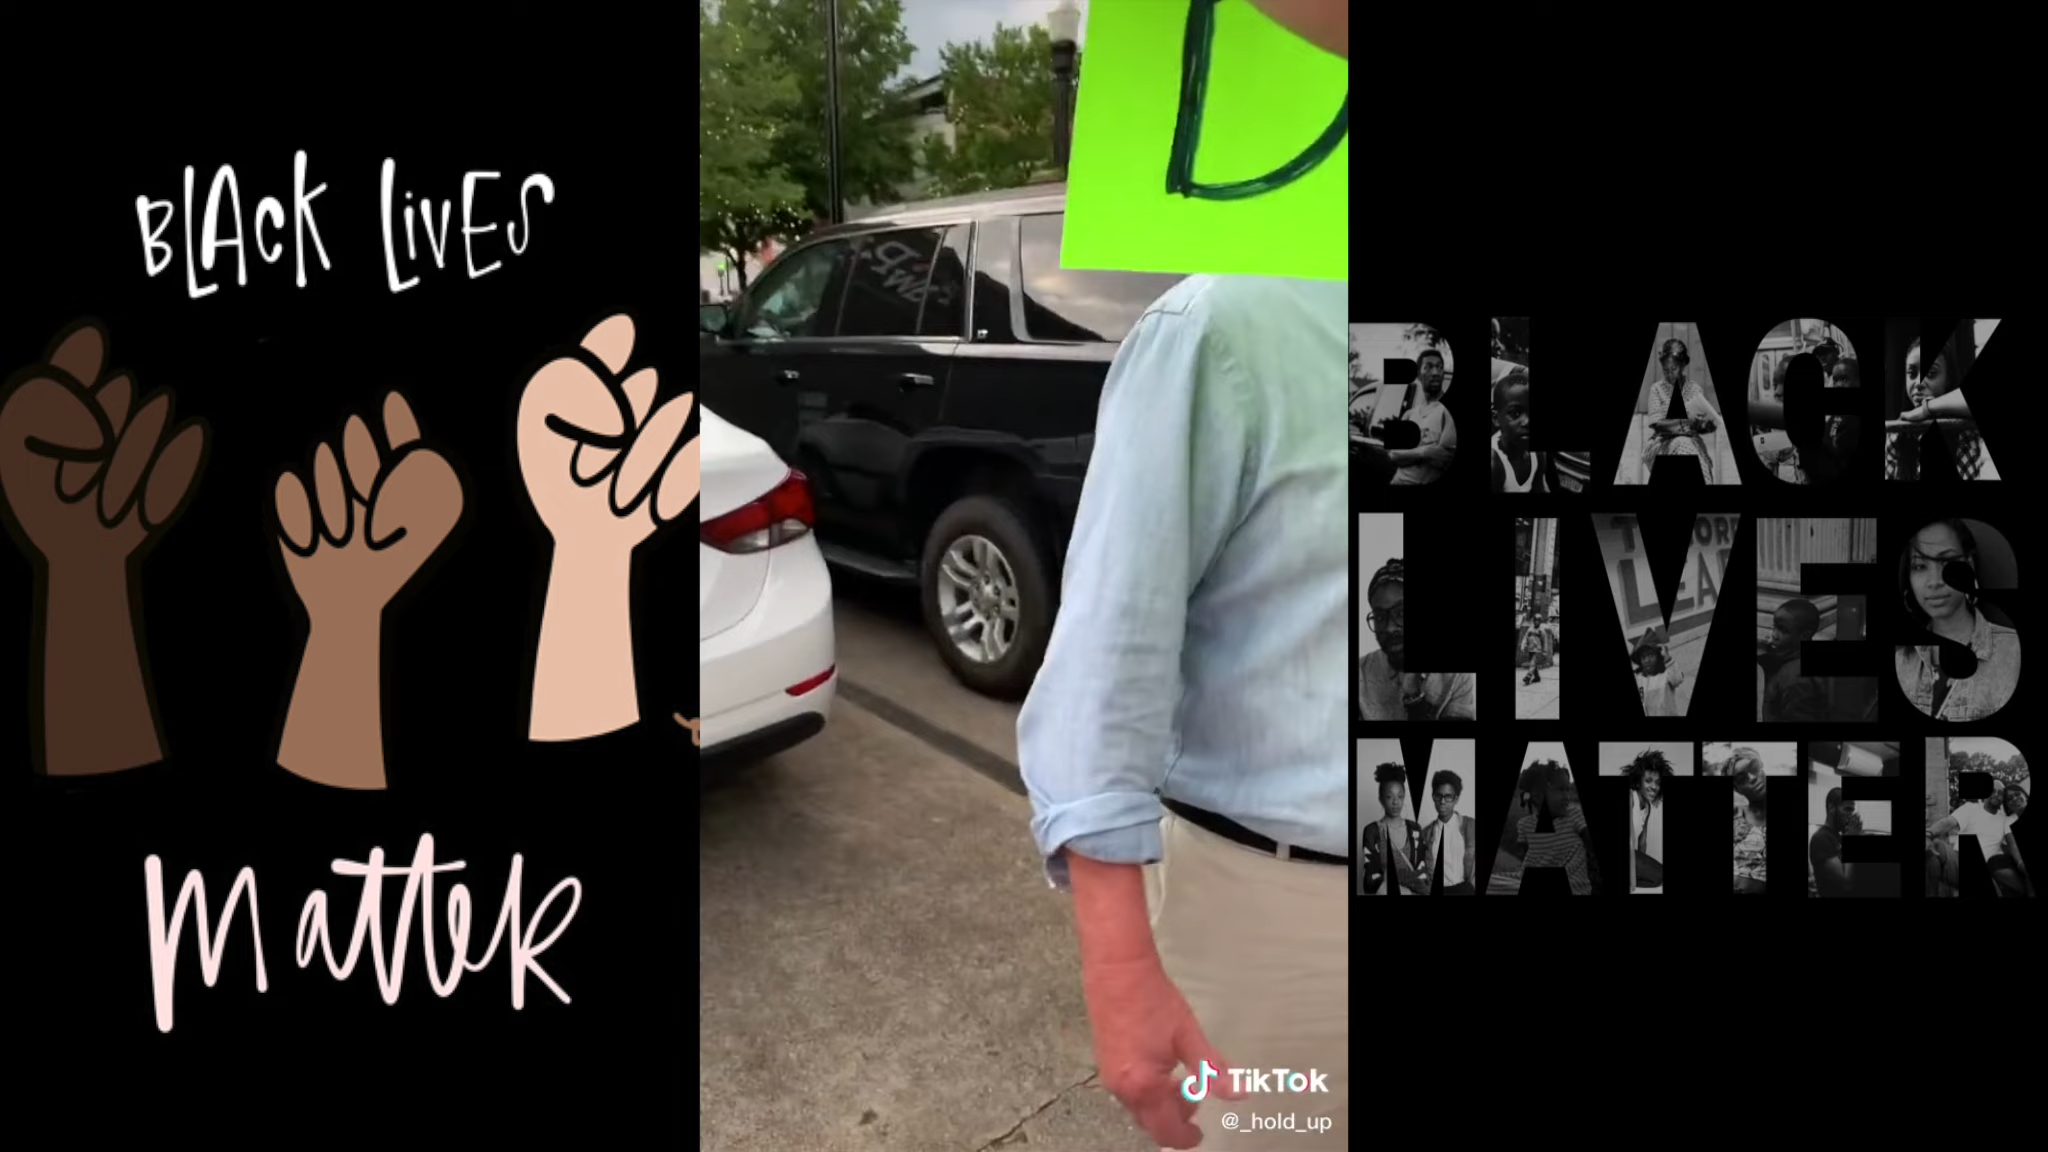 BLACK LIVES
Matter
D
TikTok
@_hold_up
BLACK
LIVES
MATTER